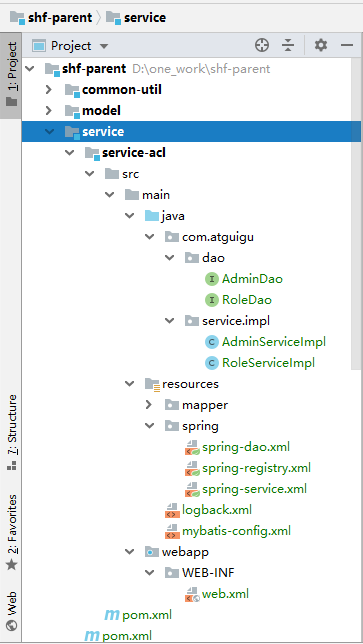 shf-parent service
Project
1: Project
shf-parent D:\one_work\shf-parent
common-util
model
service
service-acl
src
main
java
com.atguigu
dao
AdminDao
RoleDao
service.impl
AdminServiceImpl
RoleServiceImpl
resources
mapper
spring
spring-dao.xml
spring-registry.xml
spring-service.xml
logback.xml
mybatis-config.xml
webapp
WEB-INF
web.xml
pom.xml
pom.xml
7: Structure
2: Favorites
Web